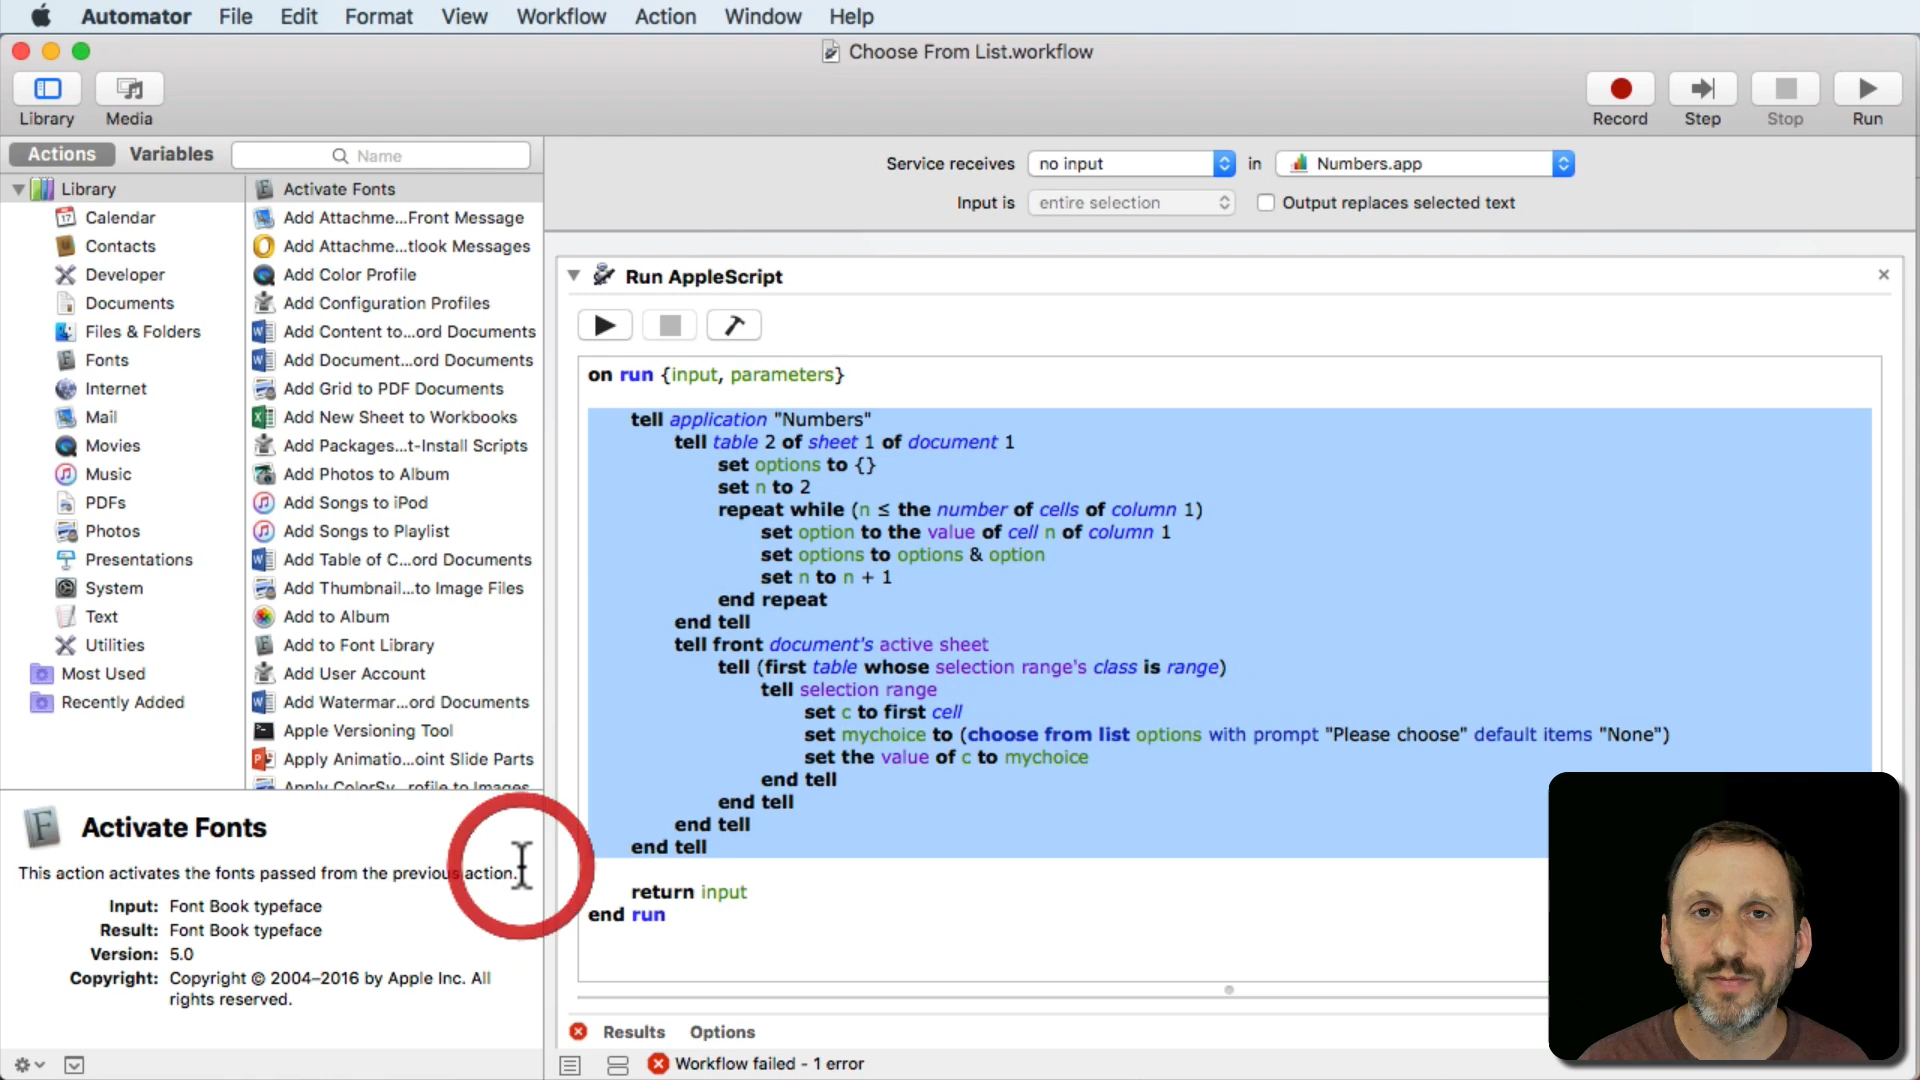 Automator File Edit Format View Workflow Action Window Help
Choose From List.workflow
Library Media Record Step Stop Run
Actions Variables Name
Library
Calendar
Contacts
Developer
Documents
Files & Folders
Fonts
Internet
Mail
Movies
Music
PDFs
Photos
Presentations
System
Text
Utilities
Most Used
Recently Added
Activate Fonts
Add Attachme...Front Message
Add Attachme...tlook Messages
Add Color Profile
Add Configuration Profiles
Add Content to...ord Documents
Add Document...ord Documents
Add Grid to PDF Documents
Add New Sheet to Workbooks
Add Packages...t-Install Scripts
Add Photos to Album
Add Songs to iPod
Add Songs to Playlist
Add Table of C...ord Documents
Add Thumbnail...to Image Files
Add to Album
Add to Font Library
Add User Account
Add Watermar...ord Documents
Apple Versioning Tool
Apply Animatio...oint Slide Parts
Apply ColorSy...rofile to Images
Activate Fonts
This action activates the fonts passed from the previous action.
Input: Font Book typeface
Result: Font Book typeface
Version: 5.0
Copyright: Copyright © 2004–2016 by Apple Inc. All
rights reserved.
Service receives no input in Numbers.app
Input is entire selection Output replaces selected text
Run AppleScript
on run {input, parameters}
tell application "Numbers"
tell table 2 of sheet 1 of document 1
set options to {}
set n to 2
repeat while (n ≤ the number of cells of column 1)
set option to the value of cell n of column 1
set options to options & option
set n to n + 1
end repeat
end tell
tell front document's active sheet
tell (first table whose selection range's class is range)
tell selection range
set c to first cell
set mychoice to (choose from list options with prompt "Please choose" default items "None")
set the value of c to mychoice
end tell
end tell
end tell
end tell
return input
end run
Results Options
Workflow failed - 1 error